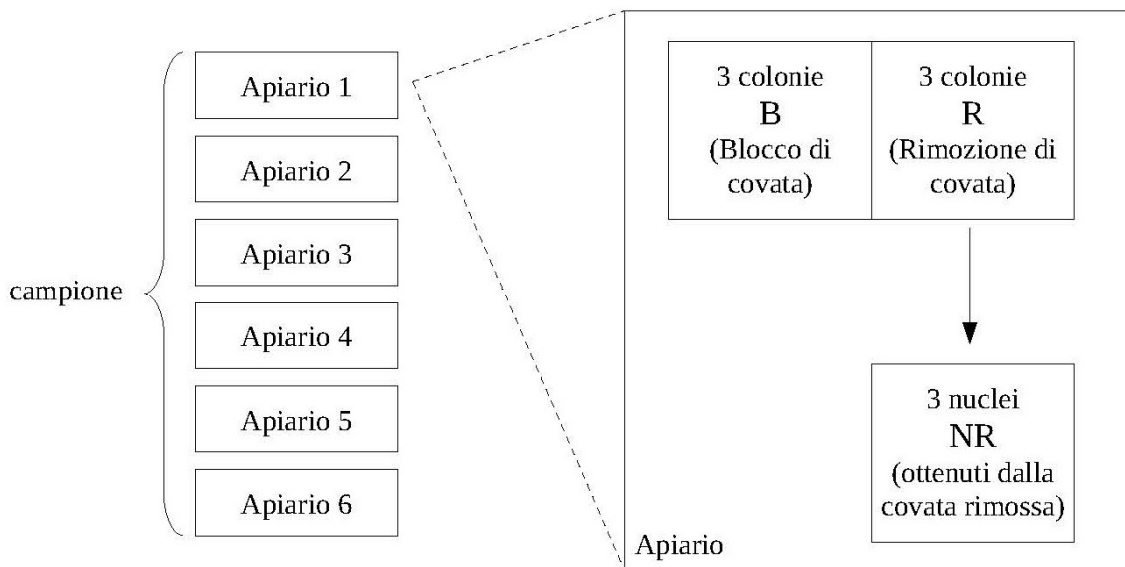 campione
Apiario 1
Apiario 2
Apiario 3
Apiario 4
Apiario 5
Apiario 6
3 colonie
B
(Blocco di
covata)
3 colonie
R
(Rimozione di
covata)
3 nuclei
NR
(ottenuti dalla
covata rimossa)
Apiario